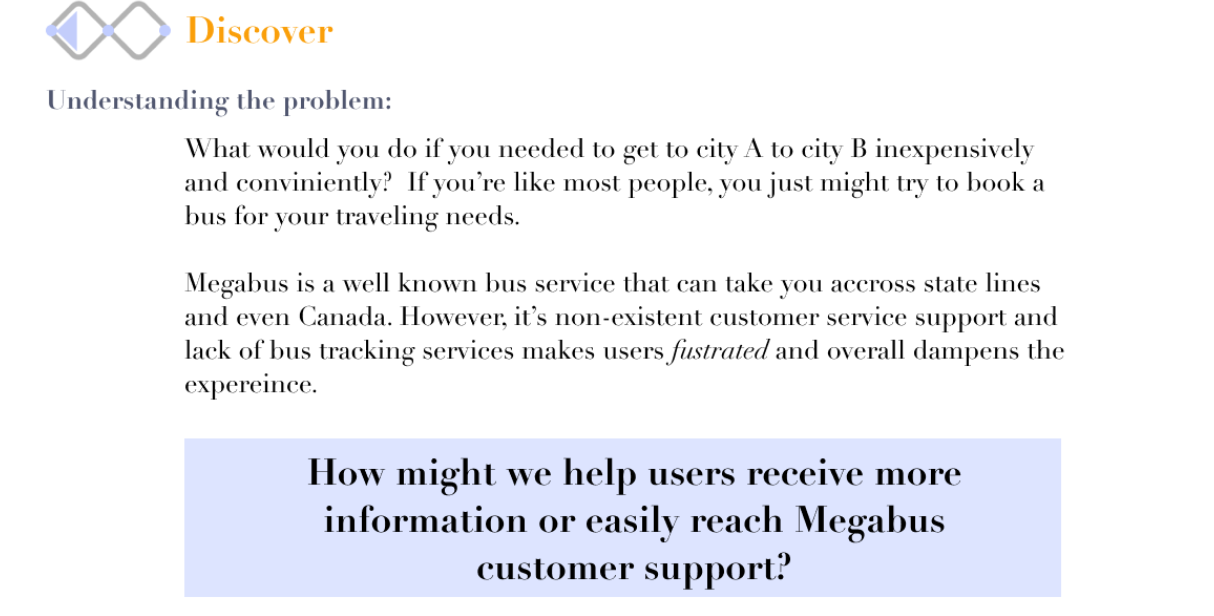 Discover
Understanding the problem:
What would you do if you needed to get to city A to city B inexpensively
and conviniently?  If you're like most people, you just might try to book a
bus for your traveling needs.
Megabus is a well known bus service that can take you accross state lines
and even Canada. However, it's non-existent customer service support and
lack of bus tracking services makes users fustrated and overall dampens the
expereince.
How might we help users receive more
information or easily reach Megabus
customer support?